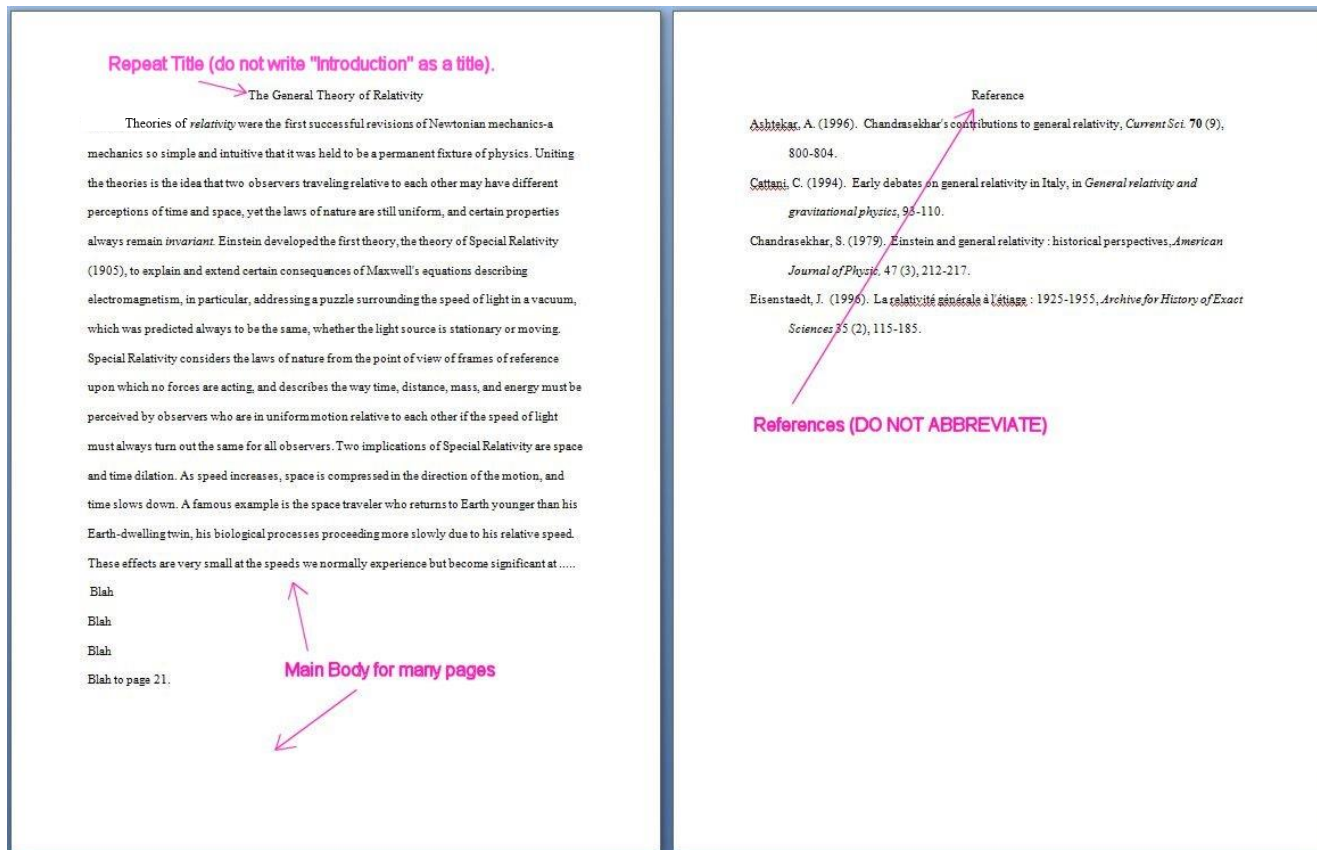 Repeat Title (do not write "Introduction" as a title).
The General Theory of Relativity
Theories of relativity were the first successful revisions of Newtonian mechanics-a
mechanics so simple and intuitive that it was held to be a permanent fixture of physics. Uniting
the theories is the idea that two observers traveling relative to each other may have different
perceptions of time and space, yet the laws of nature are still uniform, and certain properties
always remain invariant. Einstein developed the first theory, the theory of Special Relativity
(1905), to explain and extend certain consequences of Maxwell's equations describing
electromagnetism, in particular, addressing a puzzle surrounding the speed of light in a vacuum,
which was predicted always to be the same, whether the light source is stationary or moving.
Special Relativity considers the laws of nature from the point of view of frames of reference
upon which no forces are acting, and describes the way time, distance, mass, and energy must be
perceived by observers who are in uniform motion relative to each other if the speed of light
must always turn out the same for all observers. Two implications of Special Relativity are space
and time dilation. As speed increases, space is compressed in the direction of the motion, and
time slows down. A famous example is the space traveler who returns to Earth younger than his
Earth-dwelling twin, his biological processes proceeding more slowly due to his relative speed.
These effects are very small at the speeds we normally experience but become significant at .....
Blah
Blah
Blah
Blah to page 21.
Main Body for many pages
Reference
Ashtekar, A. (1996). Chandrasekhar's contributions to general relativity, Current Sci. 70 (9),
800-804.
Cattani, C. (1994). Early debates on general relativity in Italy, in General relativity and
gravitational physics, 93-110.
Chandrasekhar, S. (1979). Einstein and general relativity : historical perspectives, American
Journal of Physic, 47 (3), 212-217.
Eisenstaedt, J. (1996). La relativité générale à l'étiage : 1925-1955, Archive for History of Exact
Sciences 35 (2), 115-185.
References (DO NOT ABBREVIATE)